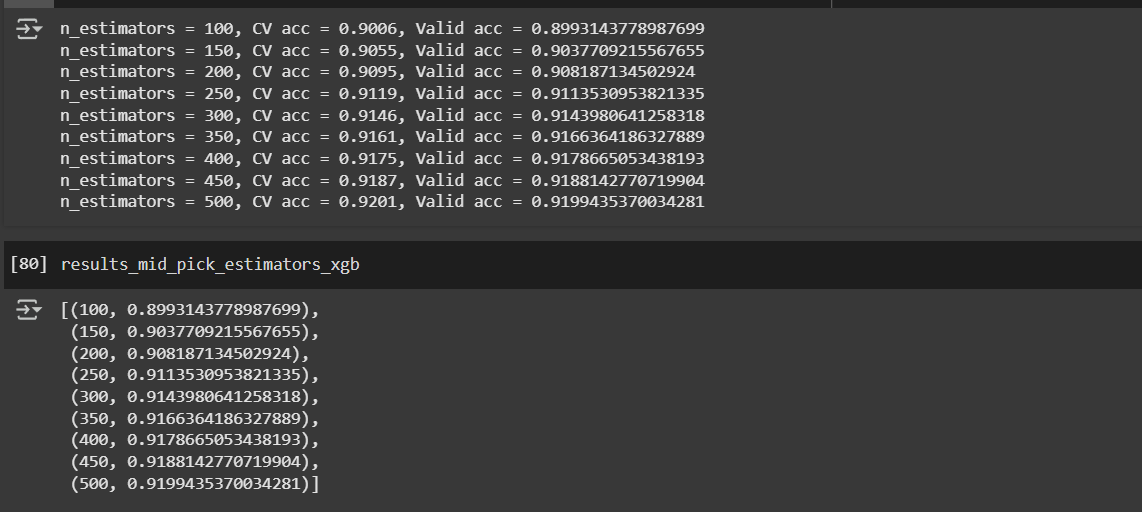 n_estimators = 100, CV acc = 0.9006, Valid acc = 0.8993143778987699
n_estimators = 150, CV acc = 0.9055, Valid acc = 0.9037709215567655
n_estimators = 200, CV acc = 0.9095, Valid acc = 0.908187134502924
n_estimators = 250, CV acc = 0.9119, Valid acc = 0.9113530953821335
n_estimators = 300, CV acc = 0.9146, Valid acc = 0.9143980641258318
n_estimators = 350, CV acc = 0.9161, Valid acc = 0.9166364186327889
n_estimators = 400, CV acc = 0.9175, Valid acc = 0.9178665053438193
n_estimators = 450, CV acc = 0.9187, Valid acc = 0.9188142770719904
n_estimators = 500, CV acc = 0.9201, Valid acc = 0.9199435370034281
[80] results_mid_pick_estimators_xgb
[(100, 0.8993143778987699),
(150, 0.9037709215567655),
(200, 0.908187134502924),
(250, 0.9113530953821335),
(300, 0.9143980641258318),
(350, 0.9166364186327889),
(400, 0.9178665053438193),
(450, 0.9188142770719904),
(500, 0.9199435370034281)]